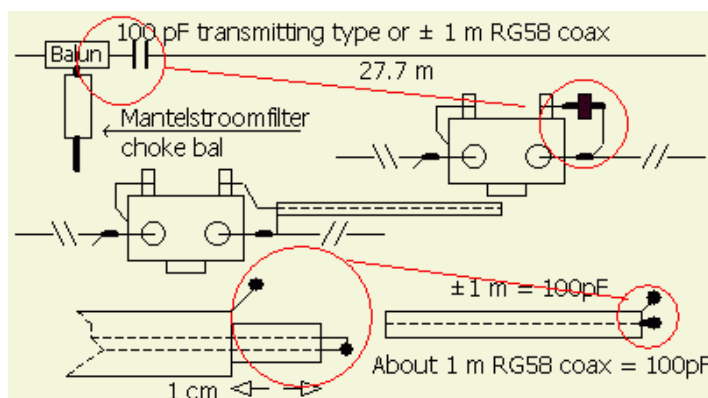 100 pF transmitting type or ± 1 m RG58 coax
Balun
27.7 m
Mantelstroomfilter
choke bal
±1 m = 100pF
About 1 m RG58 coax = 100pF
1 cm